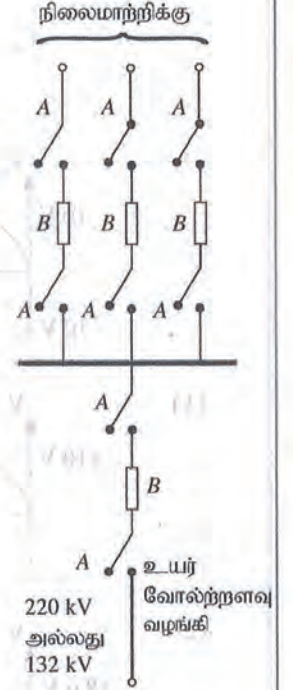 நிலைமாற்றிக்கு
A A A
B B B
A A A
A
B
A
உயர்
வோல்ற்றளவு
வழங்கி
220 kV
அல்லது
132 kV